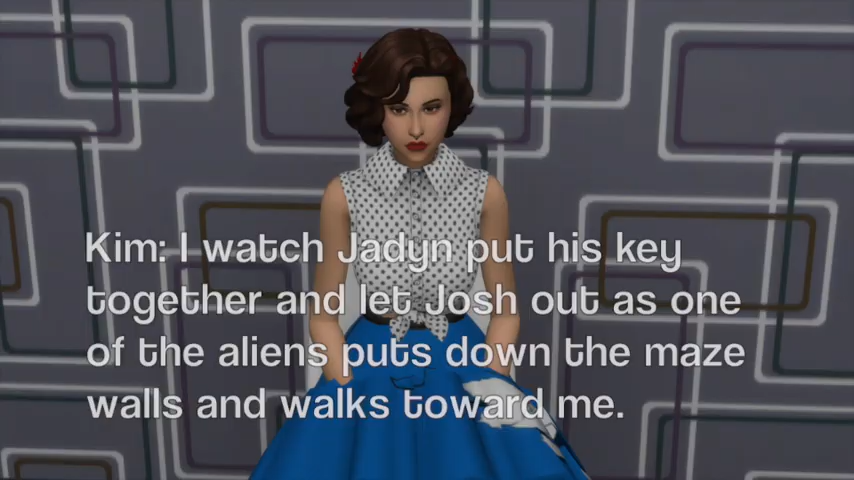 Kim: I watch Jadyn put his key
together and let Josh out as one
of the aliens puts down the maze
walls and walks toward me.